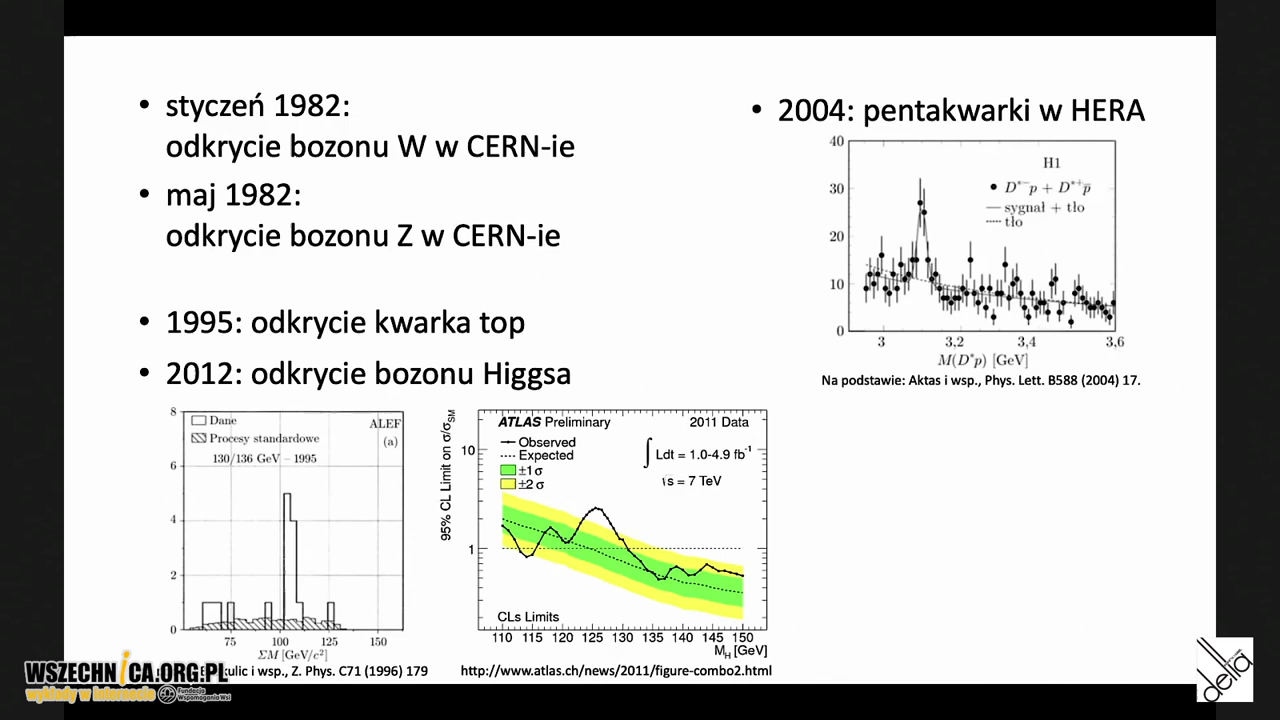 • styczeń 1982:
odkrycie bozonu W w CERN-ie
• maj 1982:
odkrycie bozonu Z w CERN-ie
• 1995: odkrycie kwarka top
• 2012: odkrycie bozonu Higgsa
• 2004: pentakwarki w HERA
40
30
20
10
0
H1
D*⁻p + D*⁺p̄
sygnał + tło
tło
3 3,2 3,4 3,6
M(D*p) [GeV]
Na podstawie: Aktas i wsp., Phys. Lett. B588 (2004) 17.
8
6
4
2
0
Dane
ALEF
Procesy standardowe
(a)
130/136 GeV – 1995
75 100 125 150
ΣM [GeV/c²]
kulic i wsp., Z. Phys. C71 (1996) 179
95% CL Limit on σ/σSM
10
1
ATLAS Preliminary
2011 Data
Observed
Expected
±1 σ
±2 σ
∫ Ldt = 1.0-4.9 fb⁻¹
√s = 7 TeV
CLs Limits
110 115 120 125 130 135 140 145 150
MH [GeV]
http://www.atlas.ch/news/2011/figure-combo2.html
WSZECHNICA.ORG.PL
wykłady w internecie
Fundacja
Wspomagania Wsi
delta